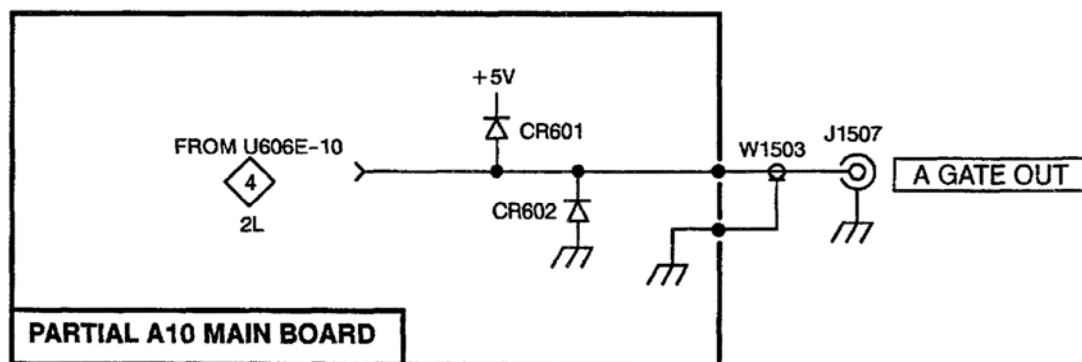 +5V
CR601
FROM U606E-10
4
2L
CR602
W1503
J1507
A GATE OUT
PARTIAL A10 MAIN BOARD